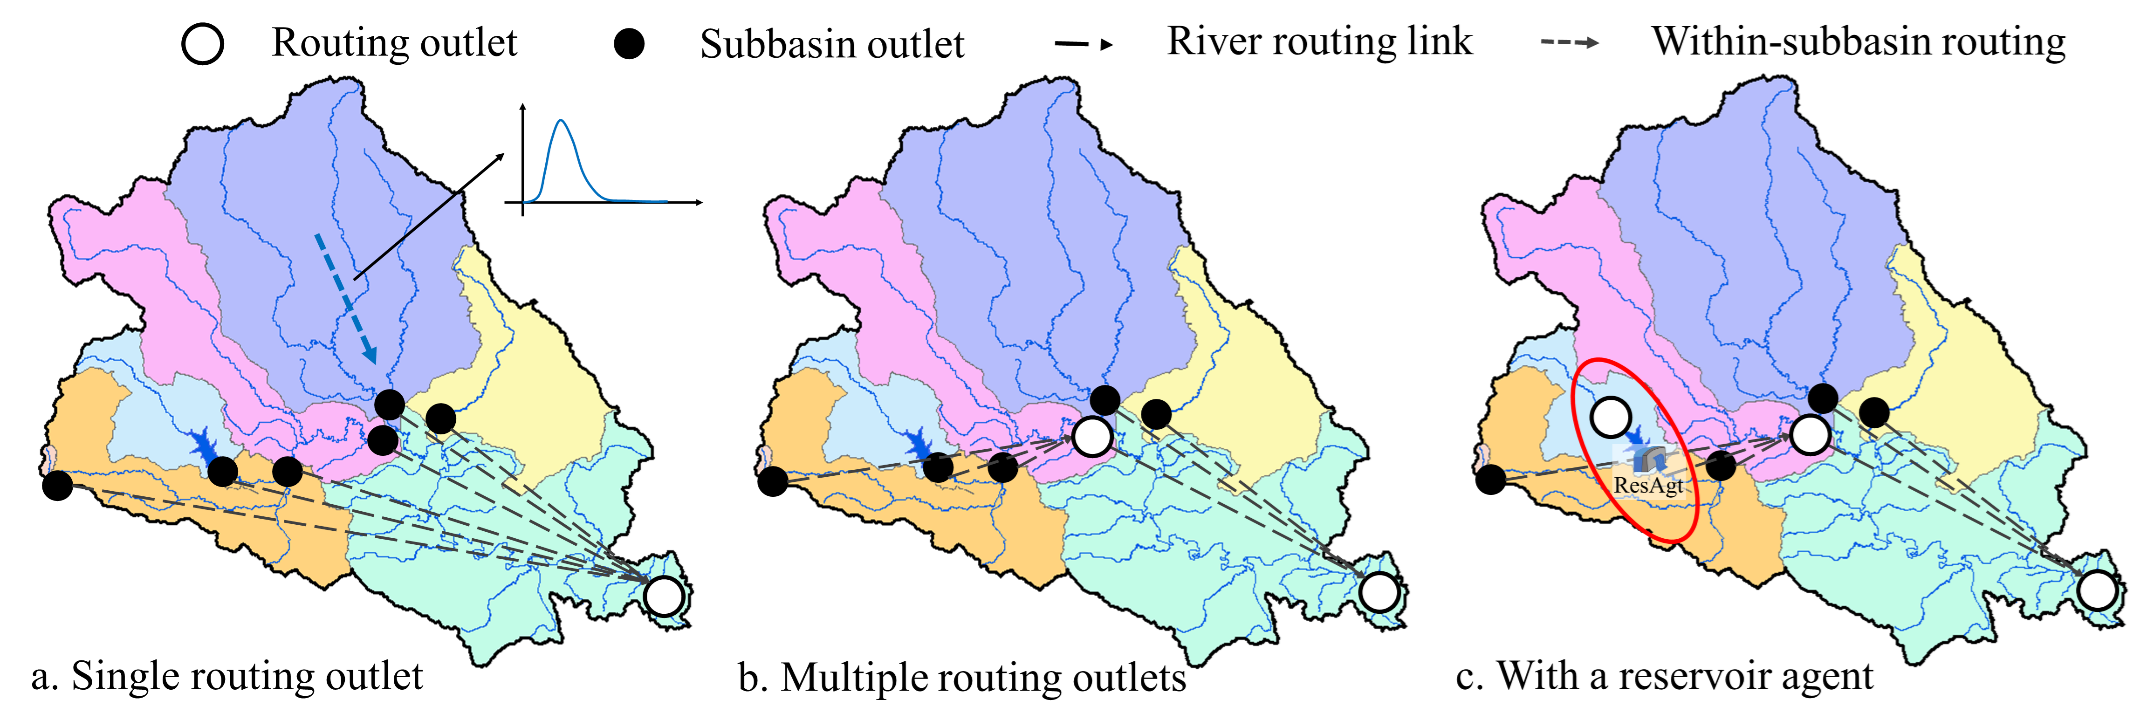 Routing outlet
Subbasin outlet
River routing link
Within-subbasin routing
ResAgt
a. Single routing outlet
b. Multiple routing outlets
c. With a reservoir agent